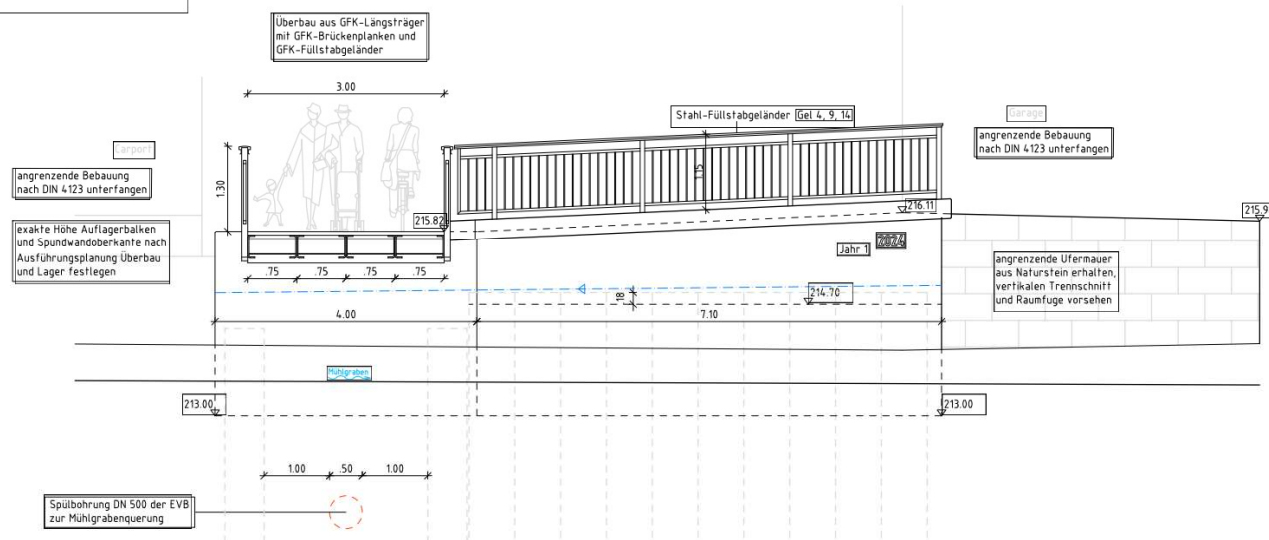 Überbau aus GFK-Längsträger
mit GFK-Brückenplanken und
GFK-Füllstabgeländer
3.00
Stahl-Füllstabgeländer Gel 4, 9, 14
Garage
angrenzende Bebauung
nach DIN 4123 unterfangen
Carport
angrenzende Bebauung
nach DIN 4123 unterfangen
1.30
1.15
215.82
216.11
215.9
exakte Höhe Auflagerbalken
und Spundwandoberkante nach
Ausführungsplanung Überbau
und Lager festlegen
Jahr 1 2024
.75 .75 .75 .75
angrenzende Ufermauer
aus Naturstein erhalten,
vertikalen Trennschnitt
und Raumfuge vorsehen
18
214.70
4.00
7.10
Mühlgraben
213.00
213.00
1.00 .50 1.00
Spülbohrung DN 500 der EVB
zur Mühlgrabenquerung